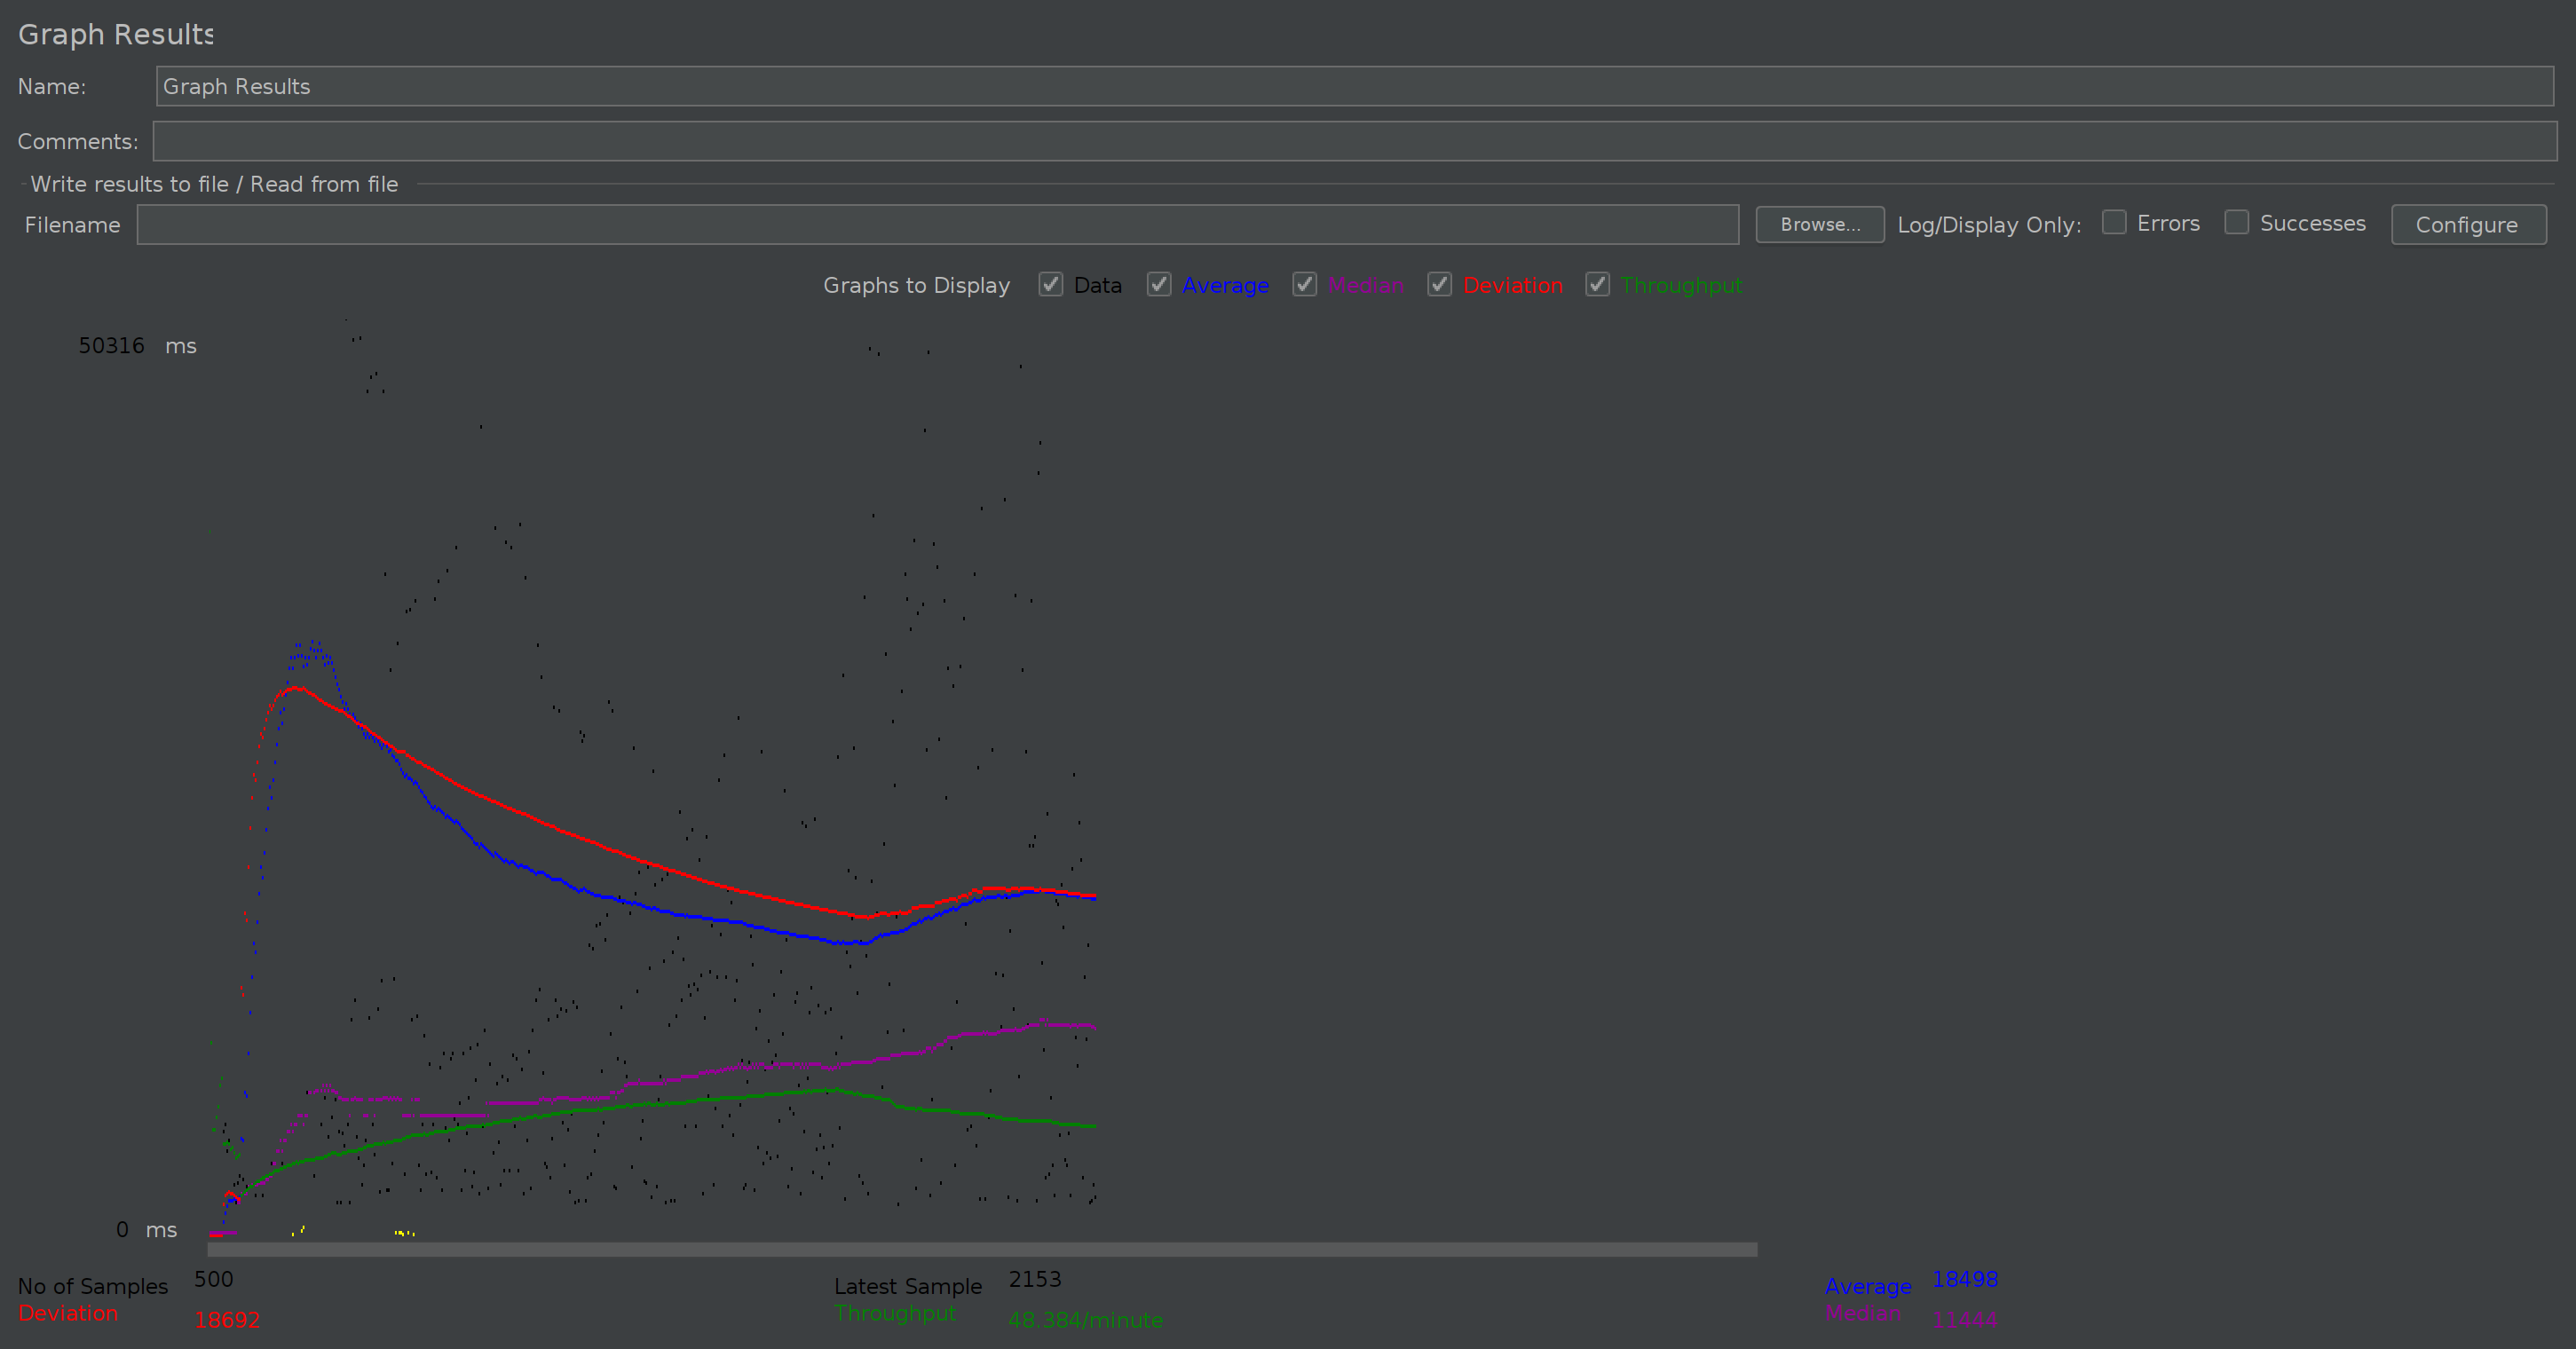 Graph Results
Name: Graph Results
Comments:
Write results to file / Read from file
Filename Browse... Log/Display Only: Errors Successes Configure
Graphs to Display Data Average Median Deviation Throughput
50316 ms
0 ms
No of Samples 500 Latest Sample 2153 Average 18498
Deviation 18692 Throughput 48.384/minute Median 11444